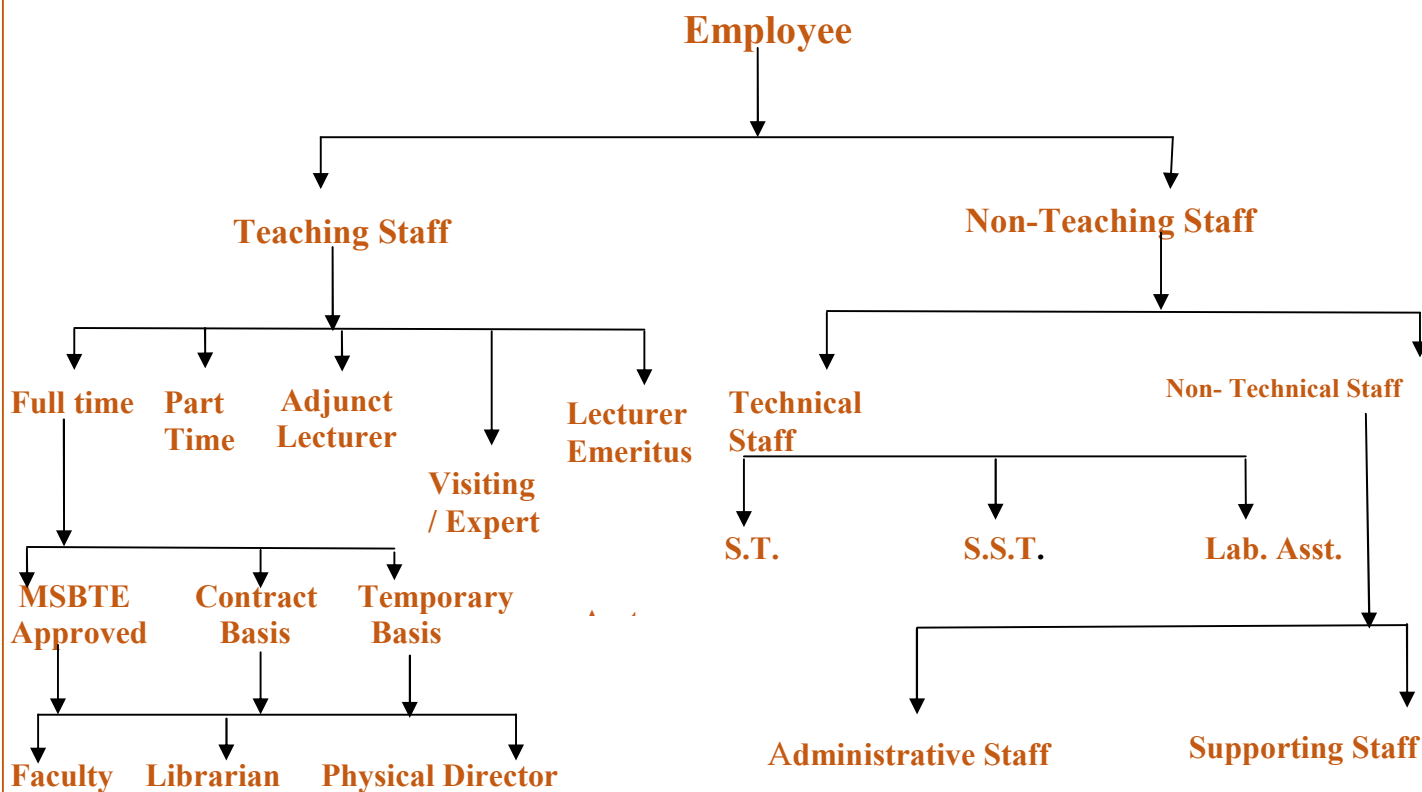 Employee
Teaching Staff
Non-Teaching Staff
Full time
Part
Time
Adjunct
Lecturer
Visiting
/ Expert
Lecturer
Emeritus
Technical
Staff
Non- Technical Staff
S.T.
S.S.T.
Lab. Asst.
MSBTE
Approved
Contract
Basis
Temporary
Basis
Faculty
Librarian
Physical Director
Administrative Staff
Supporting Staff